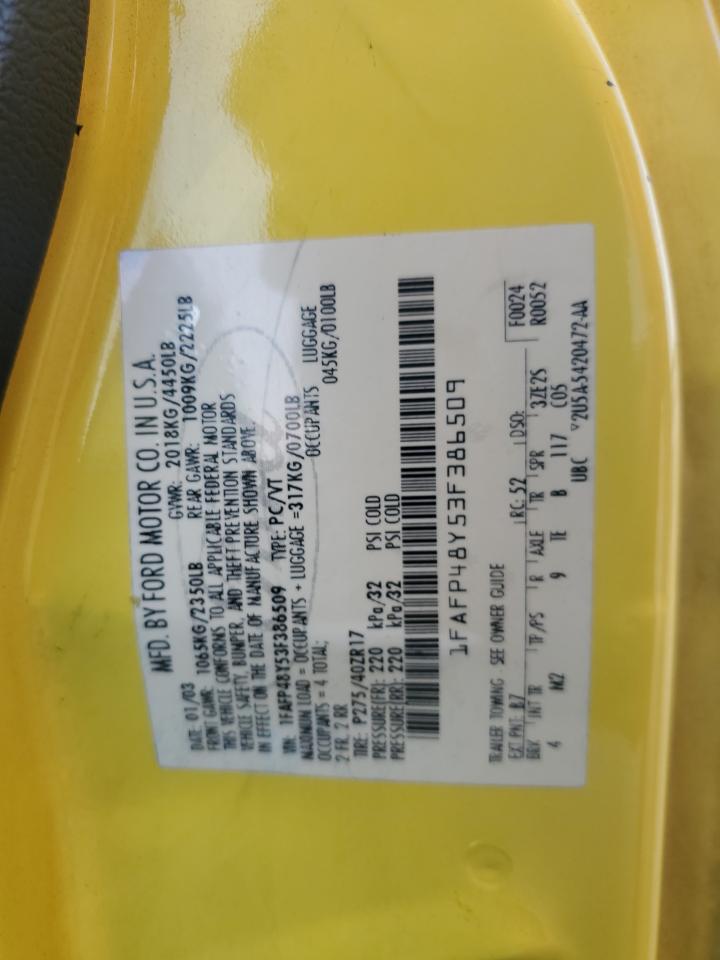 MFD. BY FORD MOTOR CO. IN U.S.A.
DATE: 01/03 GVWR: 2018KG/4450LB
FRONT GAWR: 1065KG/2350LB REAR GAWR: 1009KG/2225LB
THIS VEHICLE CONFORMS TO ALL APPLICABLE FEDERAL MOTOR
VEHICLE SAFETY, BUMPER, AND THEFT PREVENTION STANDARDS
IN EFFECT ON THE DATE OF MANUFACTURE SHOWN ABOVE.
VIN: 1FAFP48Y53F386509 TYPE: PC/VT
MAXIMUM LOAD = OCCUPANTS + LUGGAGE =317KG/0700LB
OCCUPANTS = 4 TOTAL; OCCUPANTS LUGGAGE
2 FR, 2 RR 045KG/0100LB
TIRE: P275/40ZR17
PRESSURE(FR): 220 kPa/32 PSI COLD
PRESSURE(RR): 220 kPa/32 PSI COLD
1FAFP48Y53F386509
TRAILER TOWING SEE OWNER GUIDE
EXT PNT: B7 RC: 52 DSO: F0024
BRK INT TR TP/PS R AXLE TR SPR 3ZE2S R0052
4 M2 9 TE B 117 C05
UBC ▽2U5A-5420472-AA